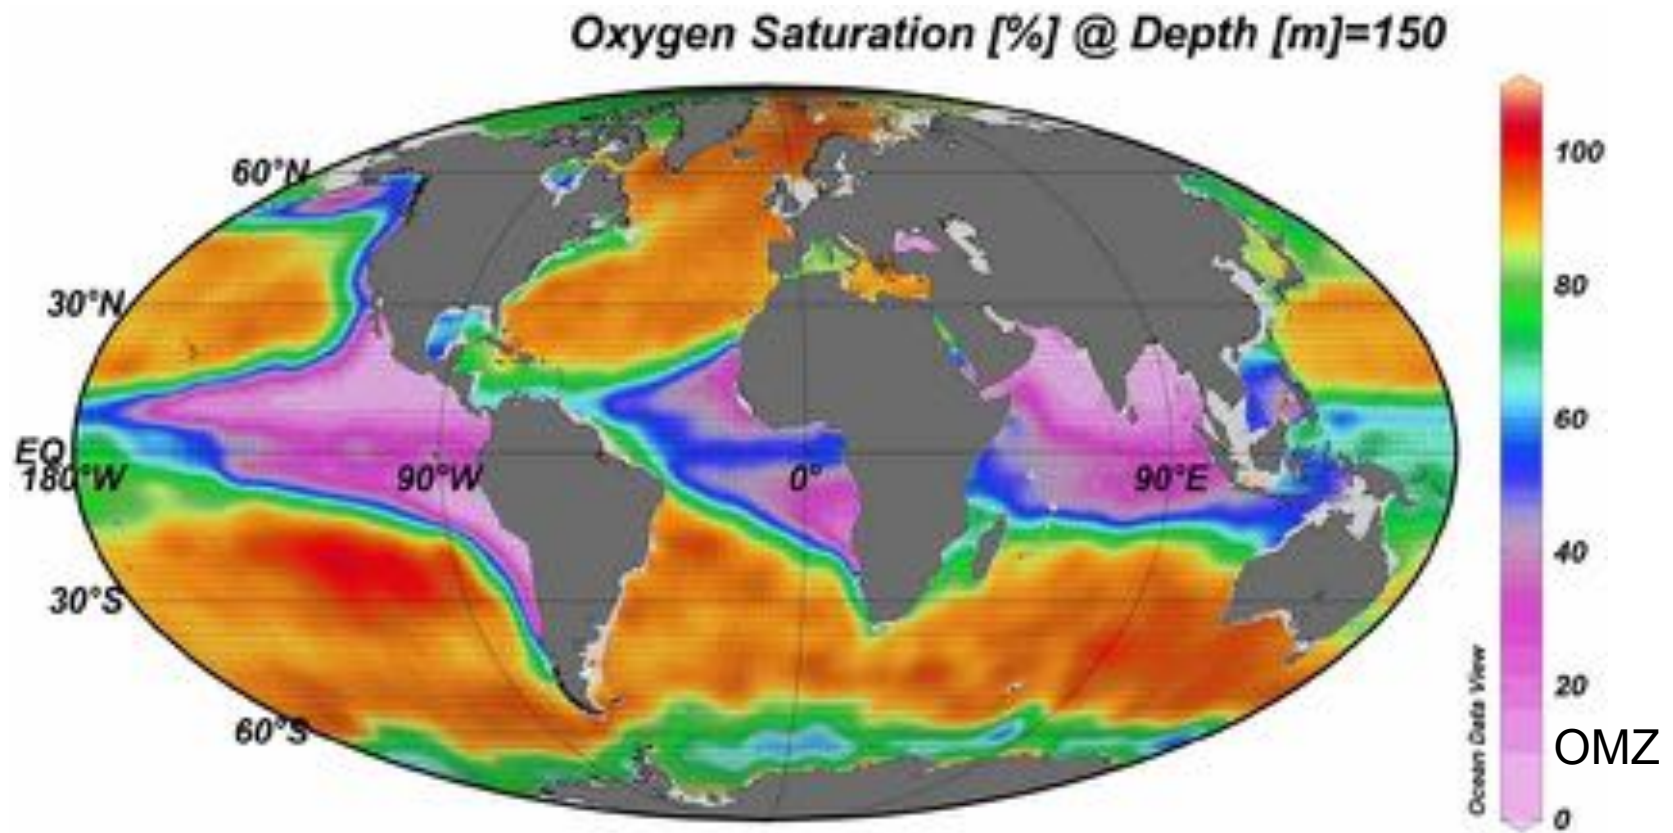 Oxygen Saturation [%] @ Depth [m]=150
60°N
30°N
EQ
180°W
90°W
0°
90°E
30°S
60°S
100
80
60
40
20
OMZ
0
Ocean Data View